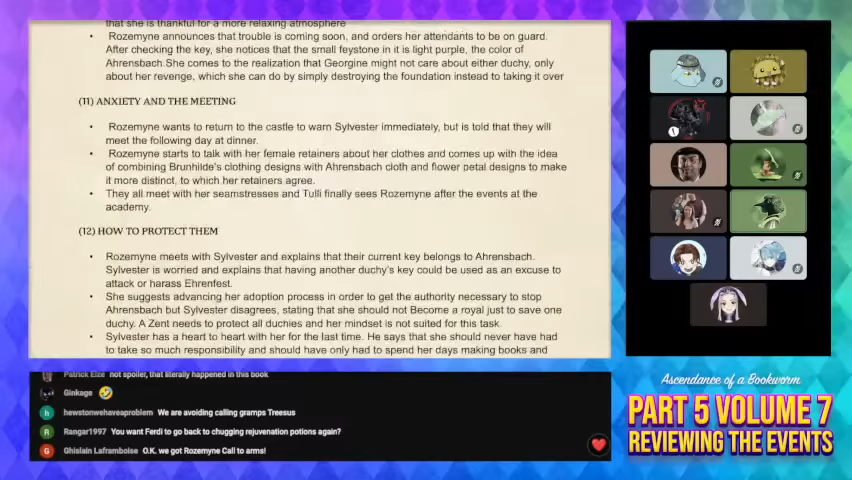 that she is thankful for a more relaxing atmosphere
• Rozemyne announces that trouble is coming soon, and orders her attendants to be on guard.
After checking the key, she notices that the small feystone in it is light purple, the color of
Ahrensbach.She comes to the realization that Georgine might not care about either duchy, only
about her revenge, which she can do by simply destroying the foundation instead to taking it over
(11) ANXIETY AND THE MEETING
• Rozemyne wants to return to the castle to warn Sylvester immediately, but is told that they will
meet the following day at dinner.
• Rozemyne starts to talk with her female retainers about her clothes and comes up with the idea
of combining Brunhilde's clothing designs with Ahrensbach cloth and flower petal designs to make
it more distinct, to which her retainers agree.
• They all meet with her seamstresses and Tulli finally sees Rozemyne after the events at the
academy.
(12) HOW TO PROTECT THEM
• Rozemyne meets with Sylvester and explains that their current key belongs to Ahrensbach.
Sylvester is worried and explains that having another duchy's key could be used as an excuse to
attack or harass Ehrenfest.
• She suggests advancing her adoption process in order to get the authority necessary to stop
Ahrensbach but Sylvester disagrees, stating that she should not Become a royal just to save one
duchy. A Zent needs to protect all duchies and her mindset is not suited for this task.
• Sylvester has a heart to heart with her for the last time. He says that she should never have had
to take so much responsibility and should have only had to spend her days making books and
Patrick Elze not spoiler, that literally happened in this book
Ginkage 🤣
h hewstonwehaveaproblem We are avoiding calling gramps Treesus
R Rangar1997 You want Ferdi to go back to chugging rejuvenation potions again?
G Ghislain Laframboise O.K. we got Rozemyne Call to arms!
Ascendance of a Bookworm
PART 5 VOLUME 7
REVIEWING THE EVENTS